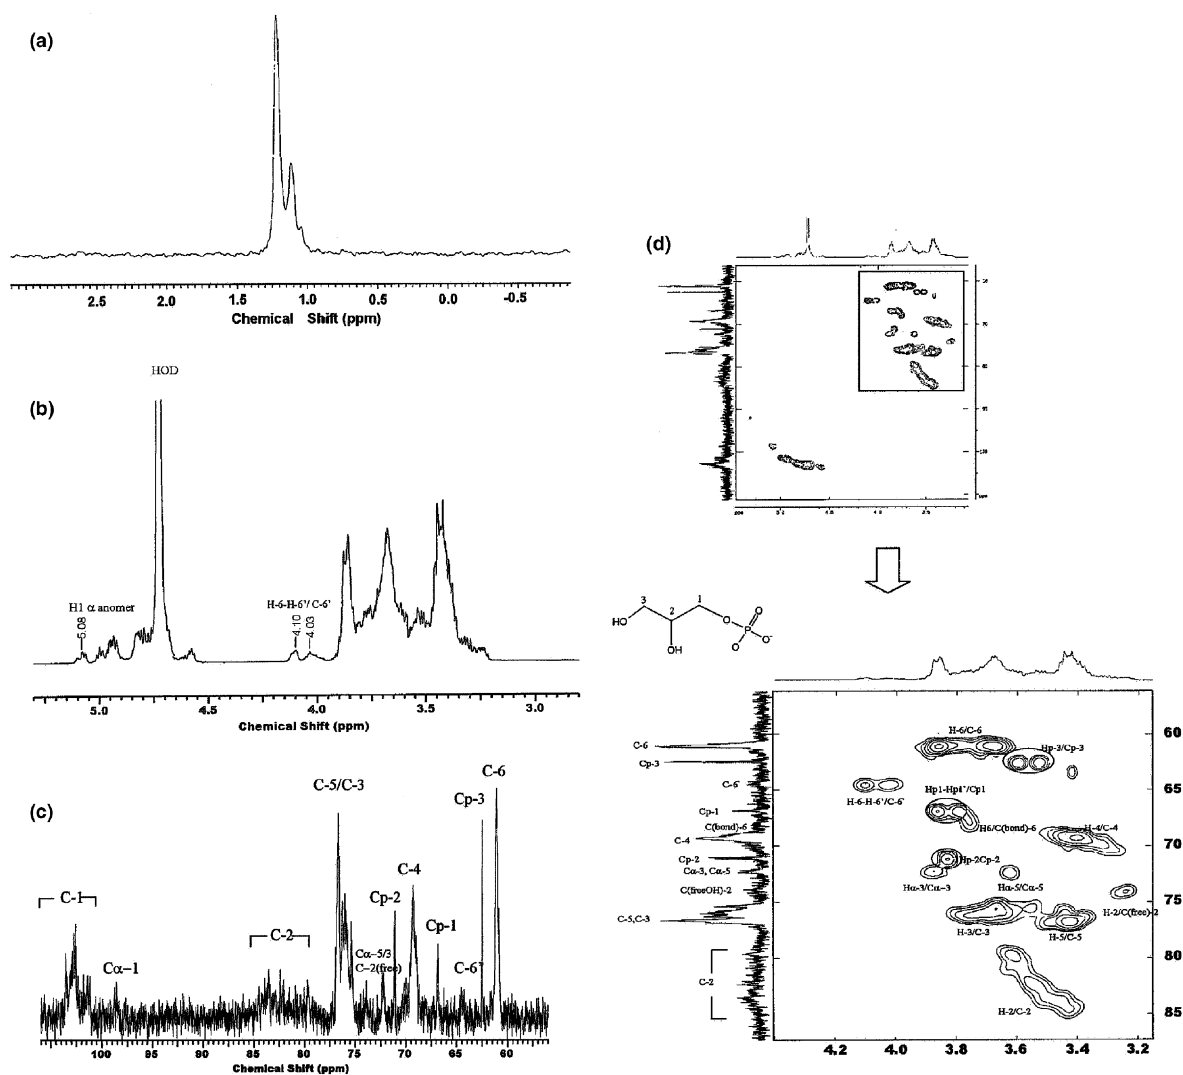 (a)
2.5 2.0 1.5 1.0 0.5 0.0 -0.5
Chemical Shift (ppm)
HOD
(b)
H1 α anomer
5.08
H-6-H-6'/ C-6'
4.10
4.03
5.0 4.5 4.0 3.5 3.0
Chemical Shift (ppm)
(c)
C-1
Cα-1
C-2
C-5/C-3
Cα-5/3
C-2(free)
Cp-2
C-4
Cp-1
C-6'
Cp-3
C-6
100 95 90 85 80 75 70 65 60
Chemical Shift (ppm)
(d)
3
2
1
HO
OH
O
P
O
O
O-
C-6
Cp-3
C-6'
Cp-1
C(bond)-6
C-4
Cp-2
Cα-3, Cα-5
C(freeOH)-2
C-5,C-3
C-2
H-6/C-6
Hp-3/Cp-3
H-6-H-6'/C-6'
Hp1-Hp1'/Cp1
H6/C(bond)-6
H-4/C-4
Hp-2Cp-2
Hα-3/Cα-3
Hα-5/Cα-5
H-2/C(free)-2
H-3/C-3
H-5/C-5
H-2/C-2
60
65
70
75
80
85
4.2 4.0 3.8 3.6 3.4 3.2